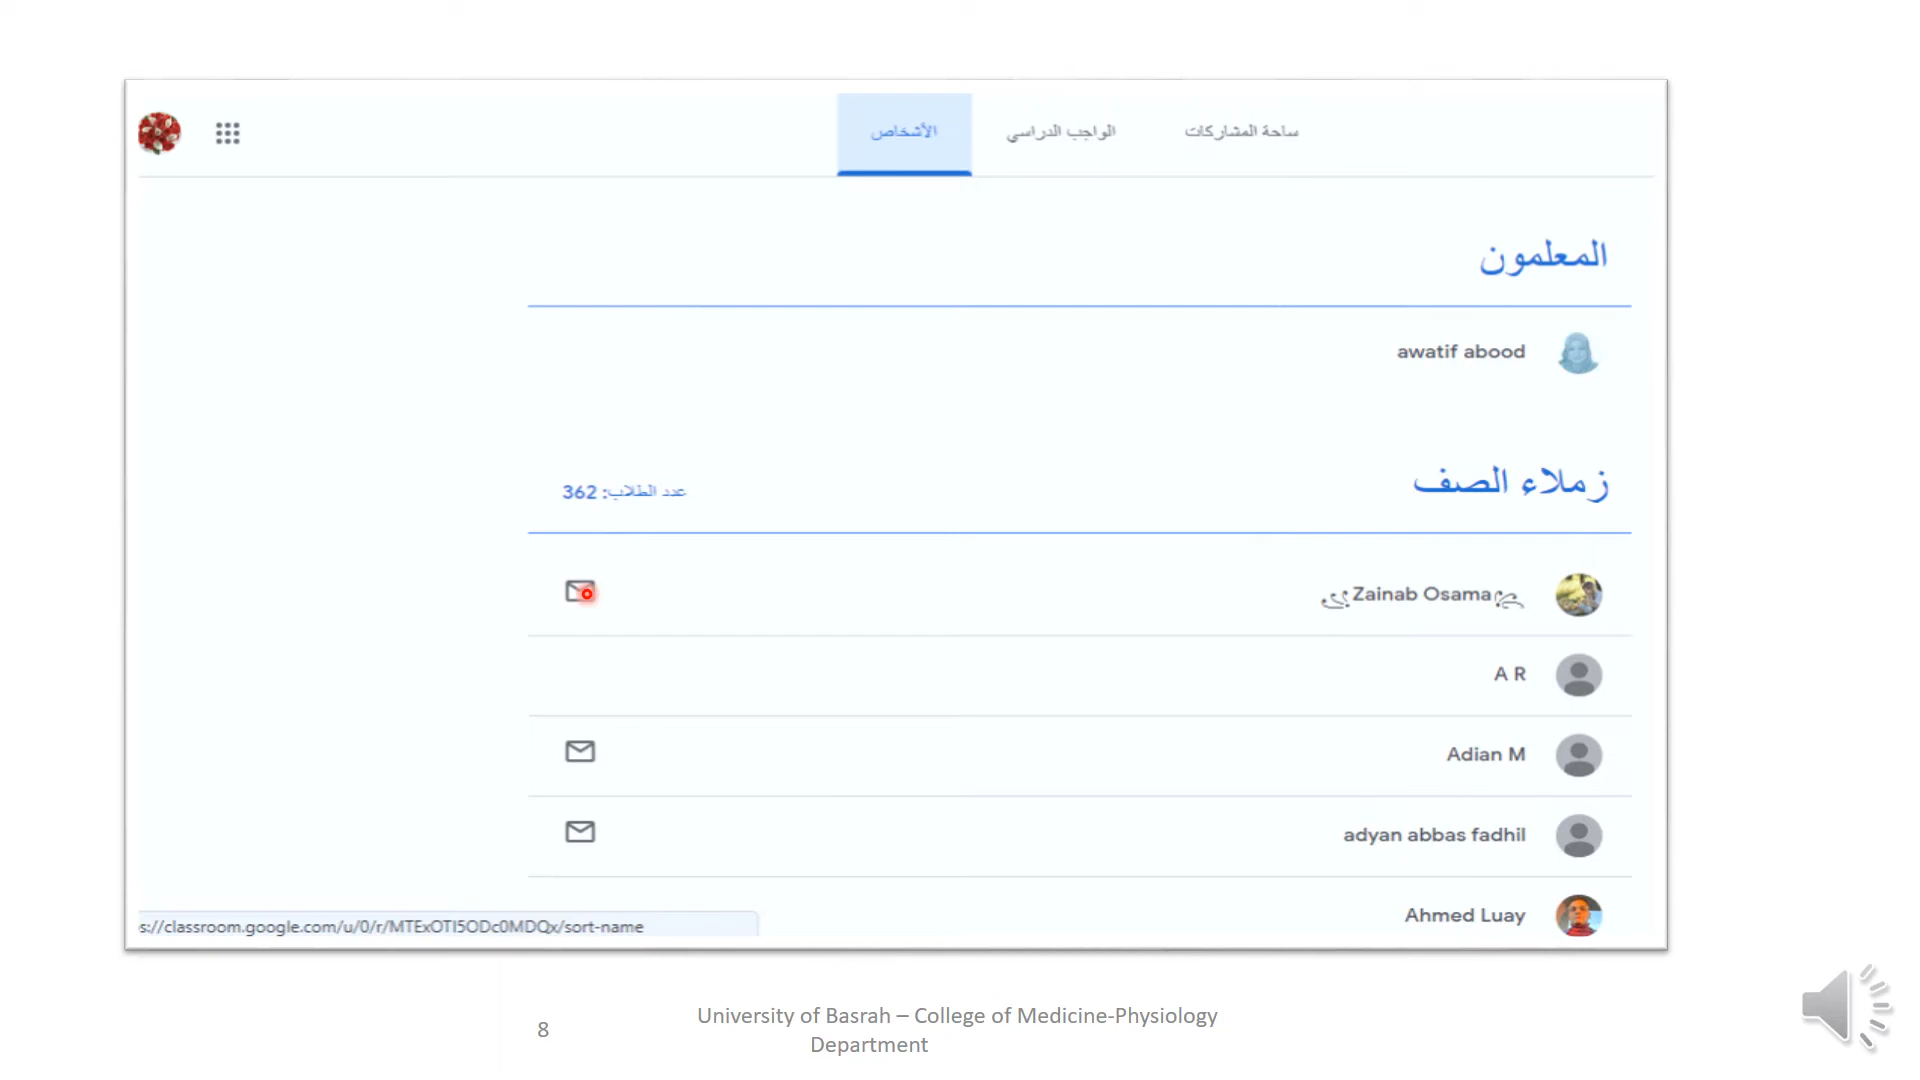 ساحة المشاركات
الواجب الدراسي
الأشخاص
المعلمون
awatif abood
زملاء الصف
عدد الطلاب: 362
Zainab Osama
A R
Adian M
adyan abbas fadhil
Ahmed Luay
s://classroom.google.com/u/0/r/MTExOTI5ODc0MDQx/sort-name
8
University of Basrah – College of Medicine-Physiology
Department